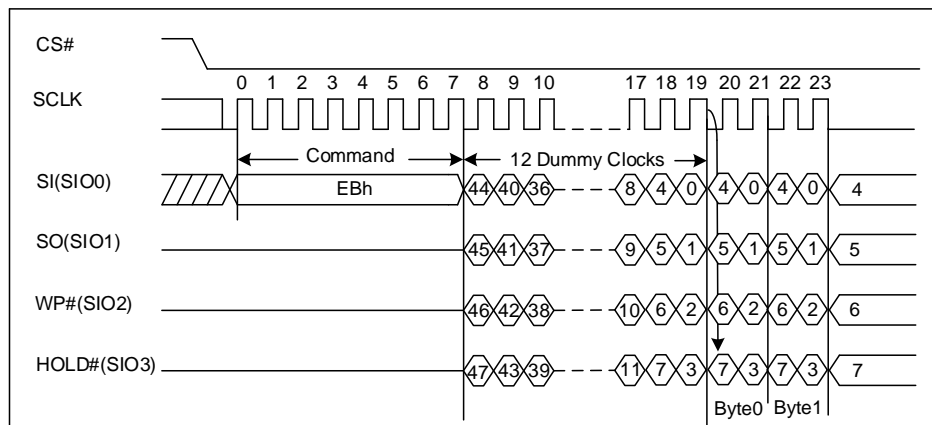 CS#
0 1 2 3 4 5 6 7 8 9 10 17 18 19 20 21 22 23
SCLK
Command 12 Dummy Clocks
SI(SIO0) EBh 44 40 36 8 4 0 4 0 4 0 4
SO(SIO1) 45 41 37 9 5 1 5 1 5 1 5
WP#(SIO2) 46 42 38 10 6 2 6 2 6 2 6
HOLD#(SIO3) 47 43 39 11 7 3 7 3 7 3 7
Byte0 Byte1